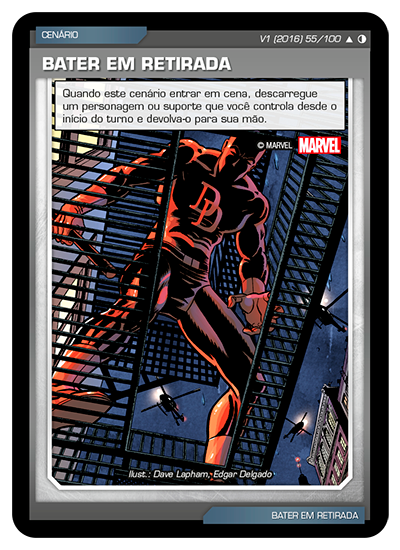 CENÁRIO
V1 (2016) 55/100 ▲ ◑
BATER EM RETIRADA
Quando este cenário entrar em cena, descarregue
um personagem ou suporte que você controla desde o
início do turno e devolva-o para sua mão.
© MARVEL MARVEL
DD
Ilust.: Dave Lapham, Edgar Delgado
BATER EM RETIRADA